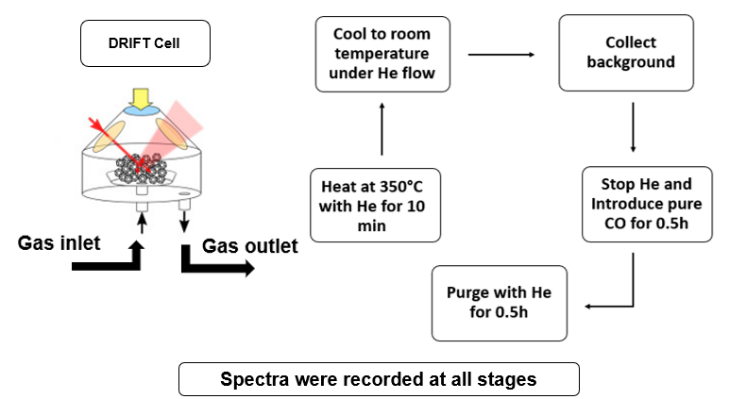 DRIFT Cell
Gas inlet
Gas outlet
Heat at 350°C
with He for 10
min
Cool to room
temperature
under He flow
Collect
background
Stop He and
Introduce pure
CO for 0.5h
Purge with He
for 0.5h
Spectra were recorded at all stages